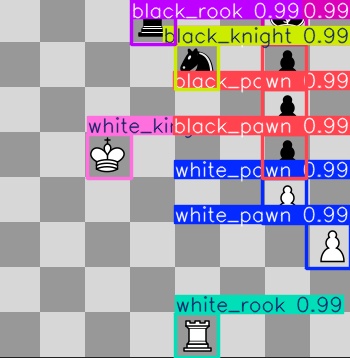 black_rook 0.99 0.99
black_knight 0.99
black_pawn 0.99
white_kin
black_pawn 0.99
white_pawn 0.99
white_pawn 0.99
white_rook 0.99